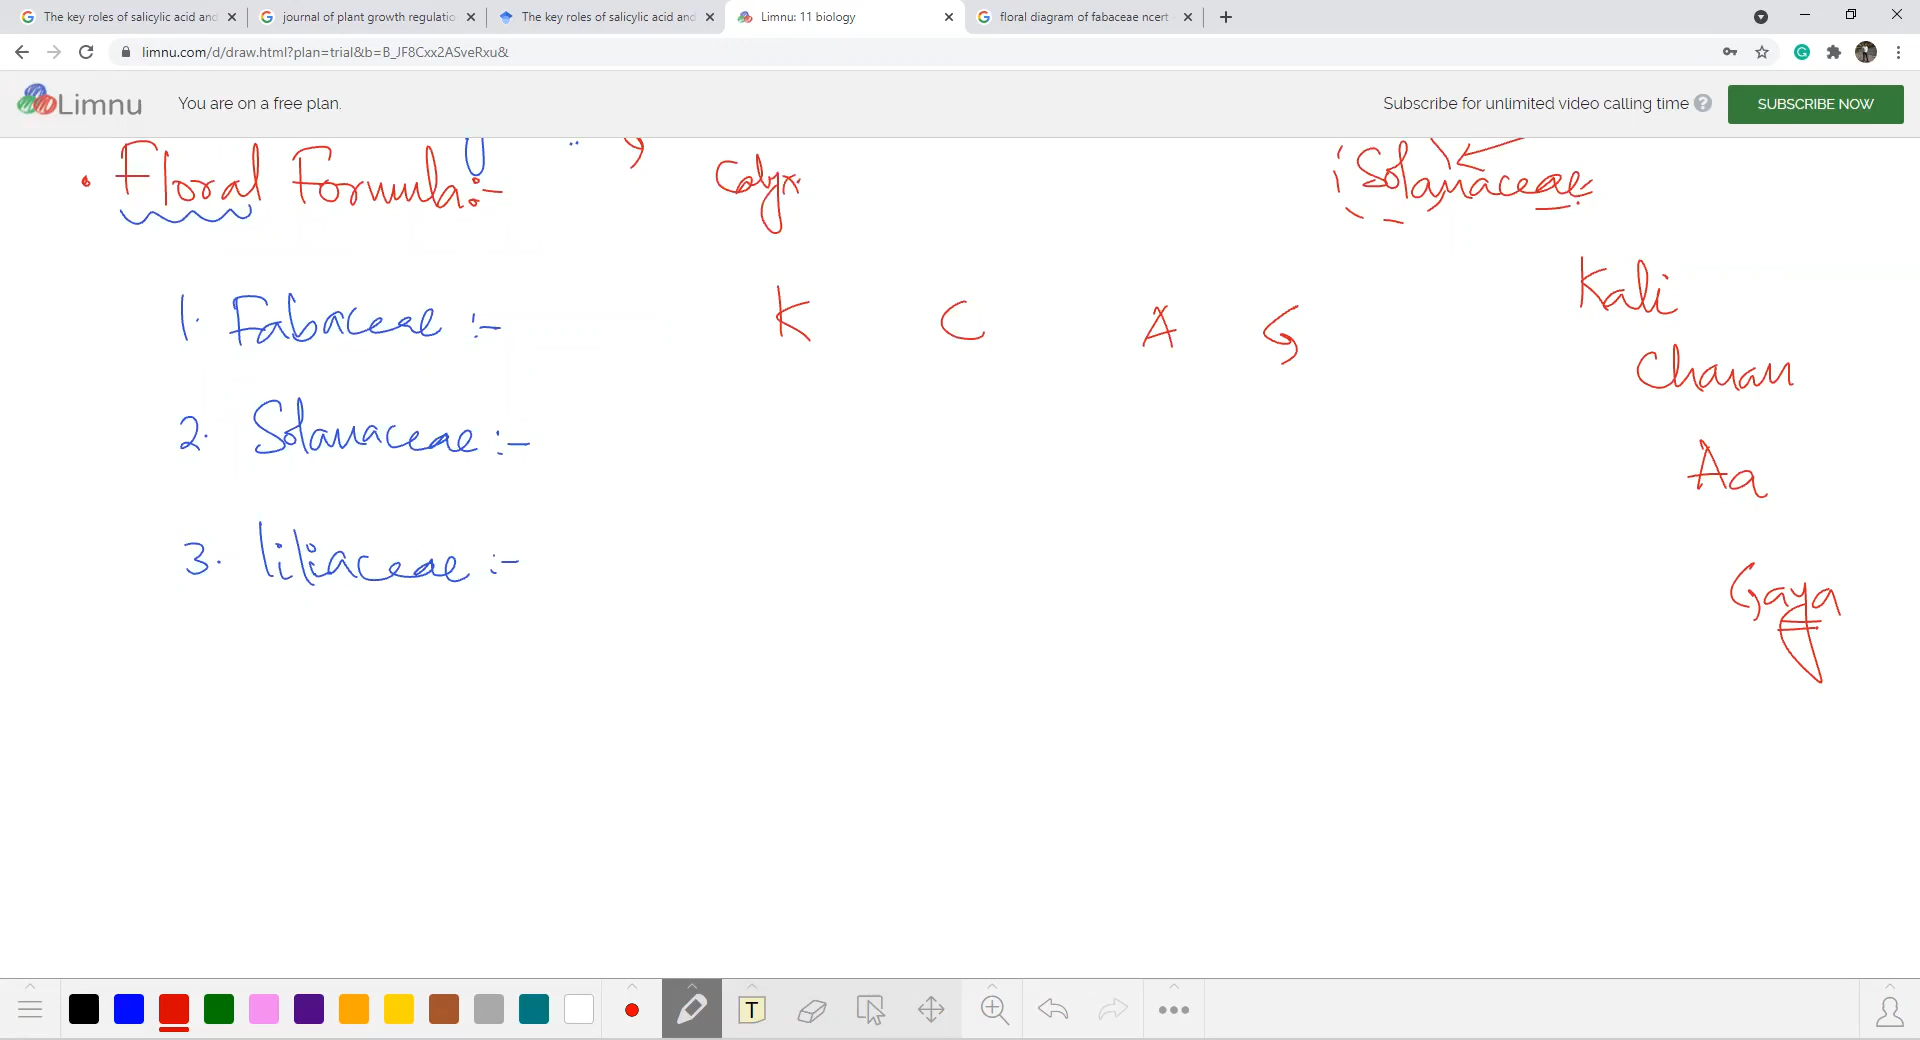 The key roles of salicylic acid and
journal of plant growth regulatio
The key roles of salicylic acid and
Limnu: 11 biology
floral diagram of fabaceae ncert
limnu.com/d/draw.html?plan=trial&b=B_JF8Cxx2ASveRxu&
Limnu
You are on a free plan.
Subscribe for unlimited video calling time ?
SUBSCRIBE NOW
• Floral Formula:-
Calyx
Solanaceae:
Kali
1. Fabaceae :-
K C A G
Charan
2. Solanaceae :-
Aa
3. liliaceae :-
Gaya
T